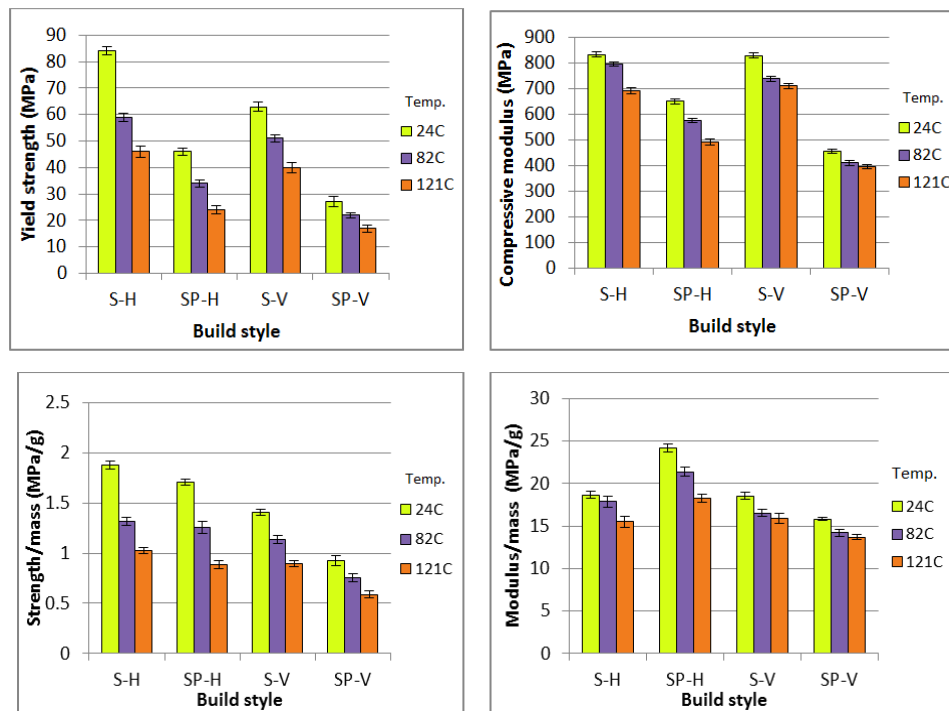 90
80
70
60
50
40
30
20
10
0
Yield strength (MPa)
S-H SP-H S-V SP-V
Build style
Temp.
24C
82C
121C
900
800
700
600
500
400
300
200
100
0
Compressive modulus (MPa)
S-H SP-H S-V SP-V
Build style
Temp.
24C
82C
121C
2.5
2
1.5
1
0.5
0
Strength/mass (MPa/g)
S-H SP-H S-V SP-V
Build style
Temp.
24C
82C
121C
30
25
20
15
10
5
0
Modulus/mass (MPa/g)
S-H SP-H S-V SP-V
Build style
Temp.
24C
82C
121C